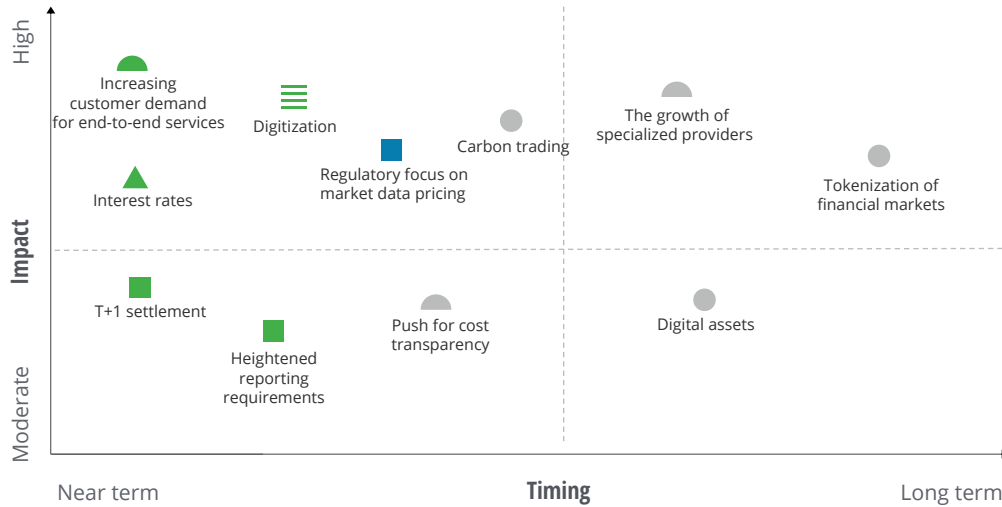 High
Increasing
customer demand
for end-to-end services
Digitization
Regulatory focus on
market data pricing
Carbon trading
The growth of
specialized providers
Tokenization of
financial markets
Interest rates
Impact
T+1 settlement
Heightened
reporting
requirements
Push for cost
transparency
Digital assets
Moderate
Near term
Timing
Long term